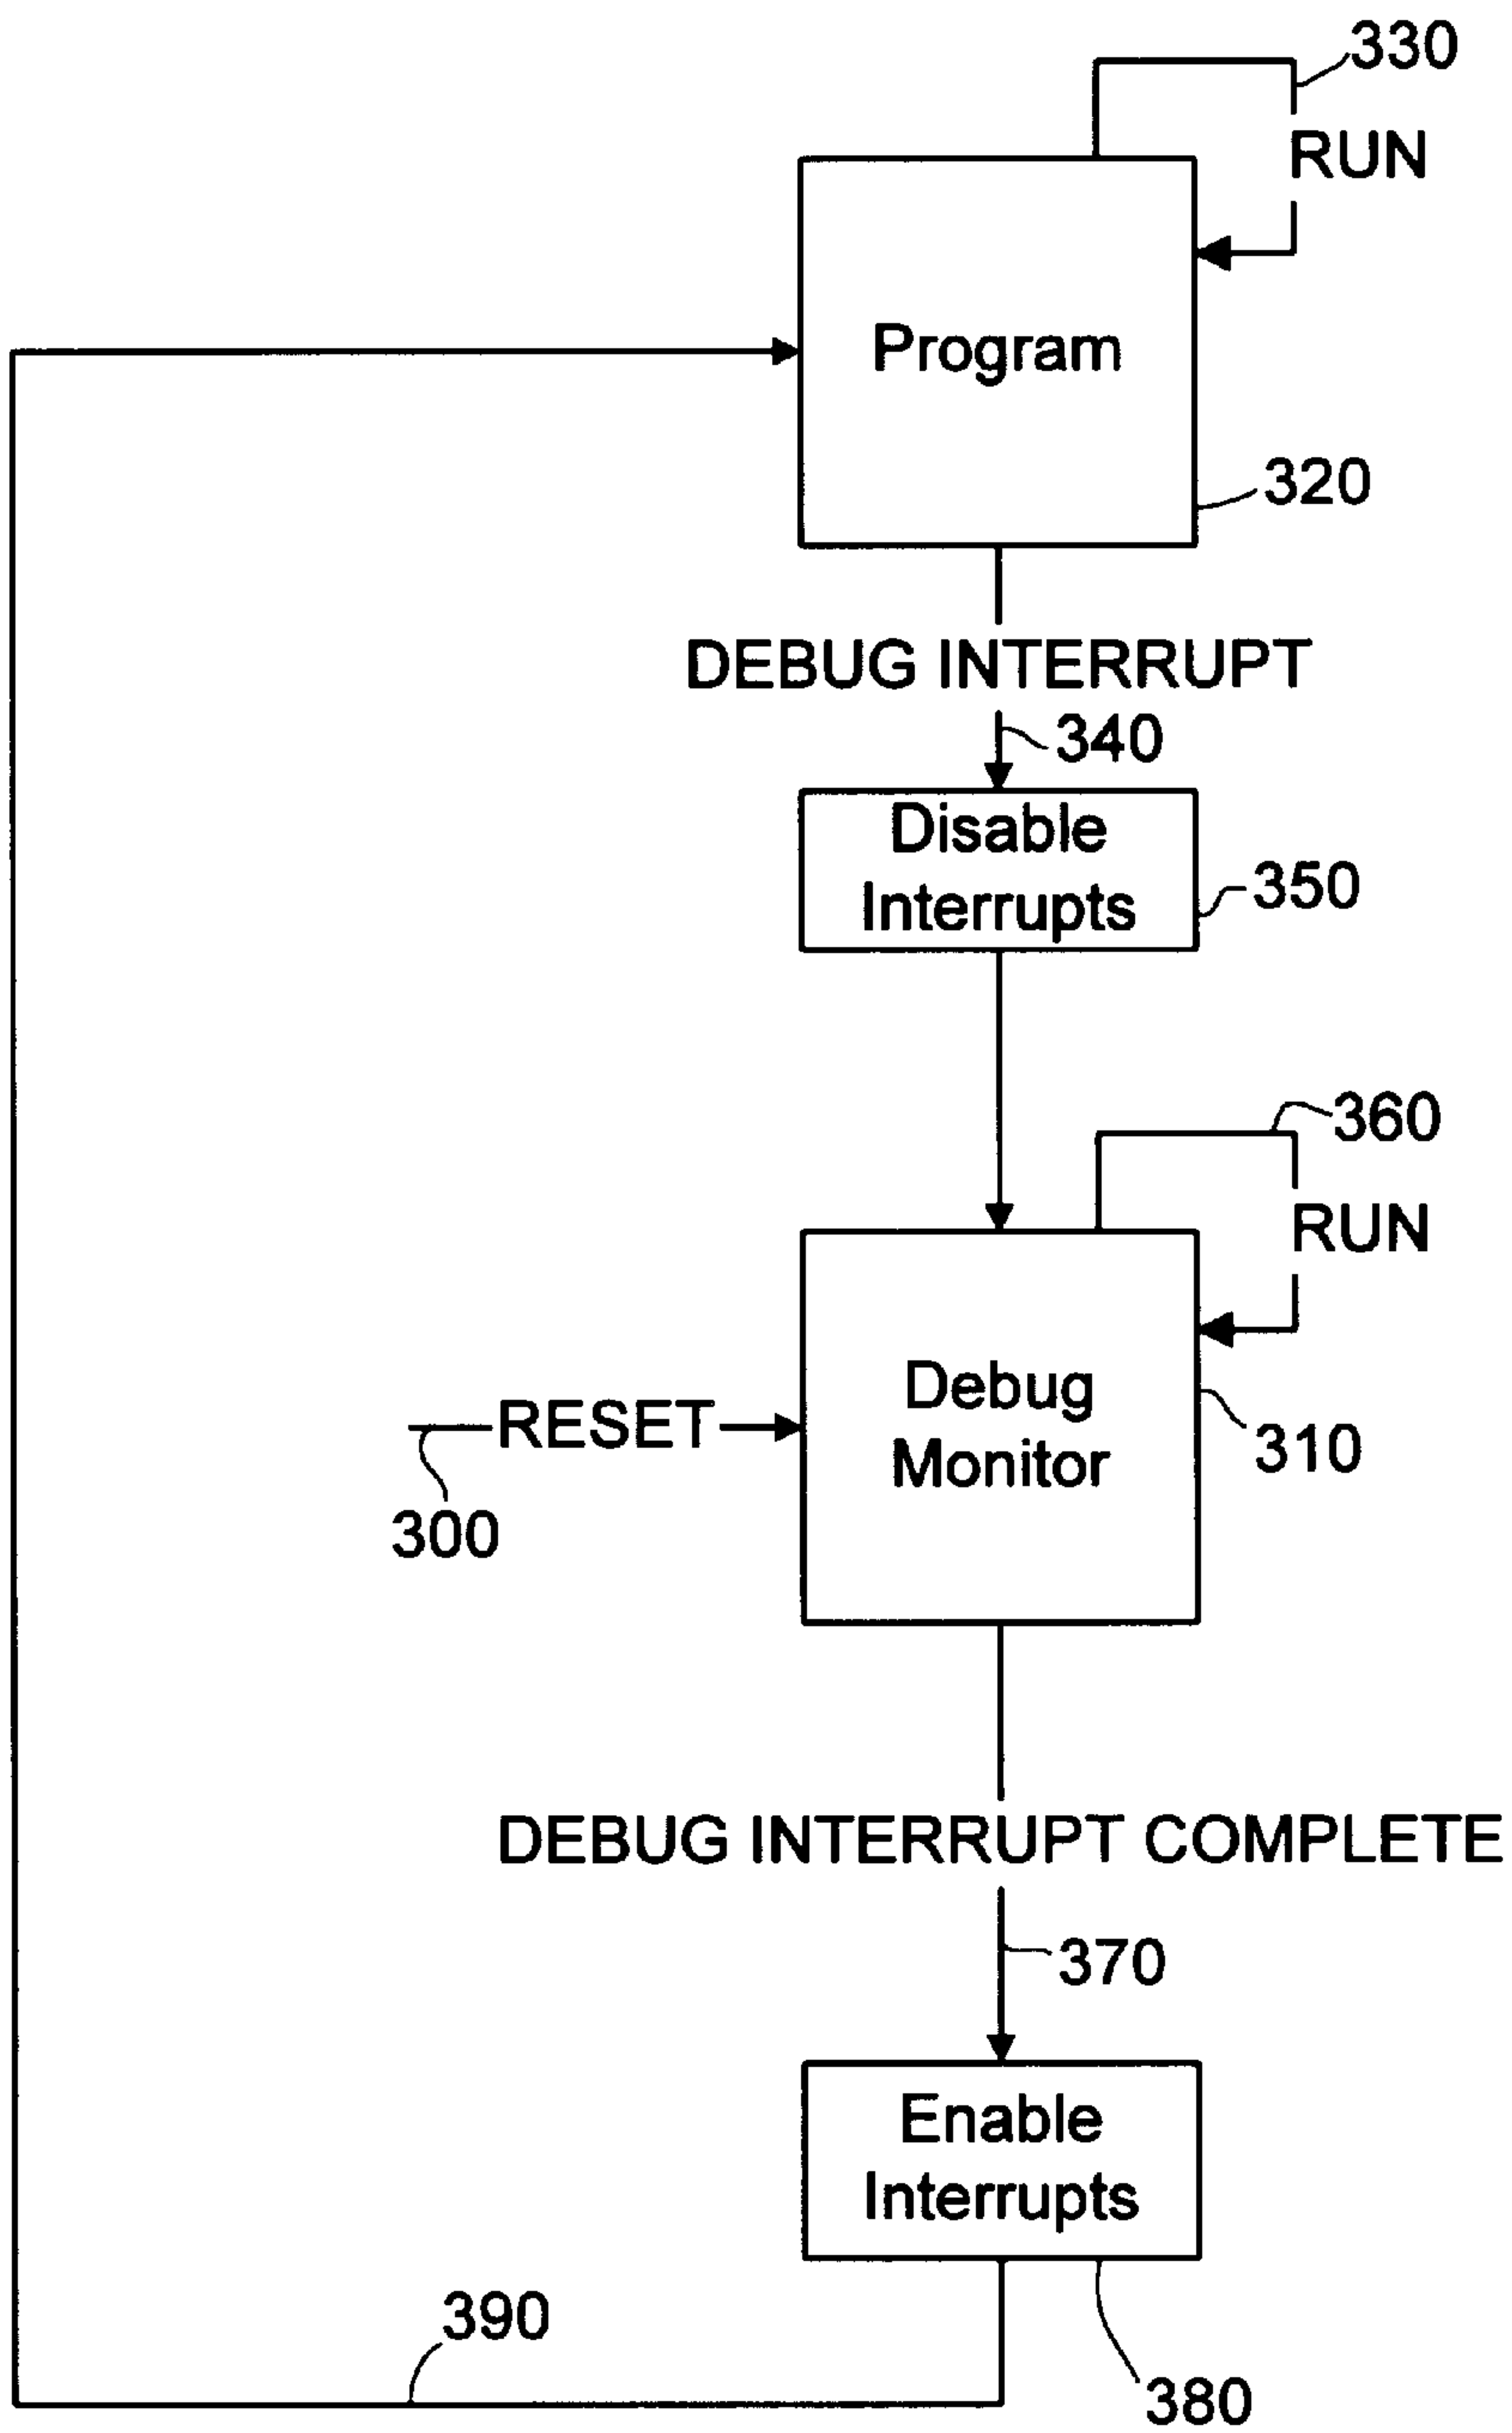 330
RUN
Program
320
DEBUG INTERRUPT
340
Disable
Interrupts
350
360
RUN
Debug
Monitor
310
RESET
300
DEBUG INTERRUPT COMPLETE
370
Enable
Interrupts
390
380